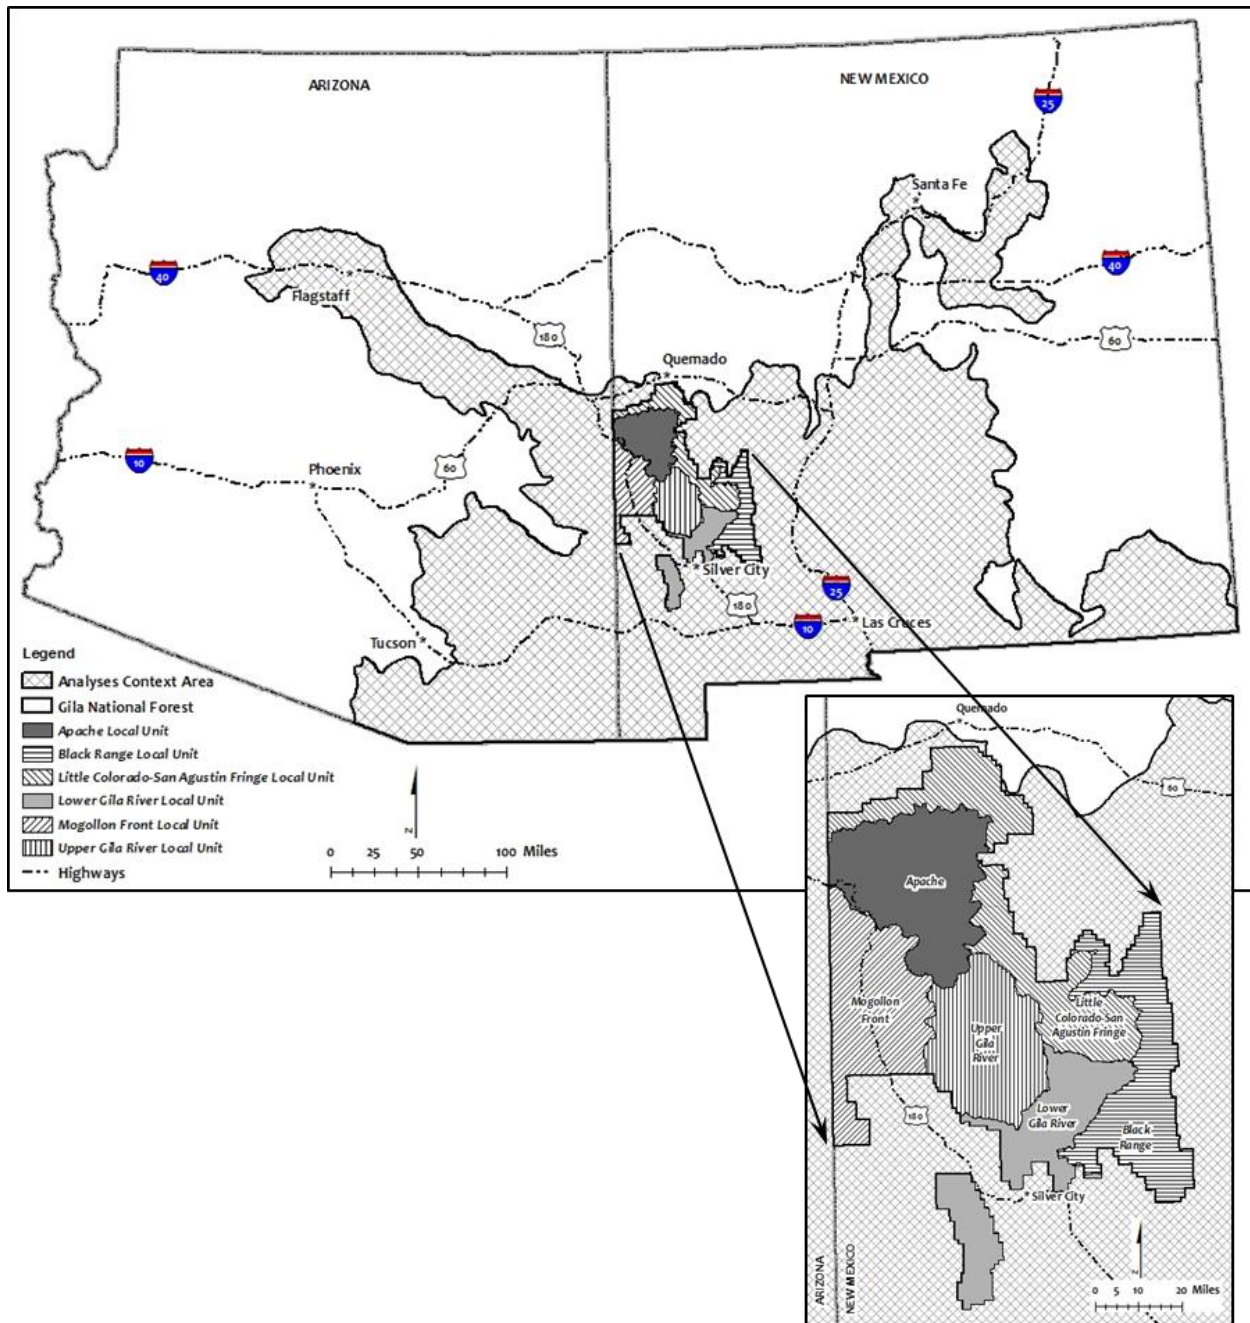 ARIZONA
NEW MEXICO
25
Santa Fe
40
40
Flagstaff
180
60
Quemado
10
Phoenix
60
Silver City
25
180
10
Las Cruces
Tucson
Legend
Analyses Context Area
Gila National Forest
Apache Local Unit
Black Range Local Unit
Little Colorado-San Agustin Fringe Local Unit
Lower Gila River Local Unit
Mogollon Front Local Unit
Upper Gila River Local Unit
Highways
N
0 25 50 100 Miles
Quemado
60
Apache
Mogollon
Front
Little
Colorado-San
Agustin Fringe
Upper
Gila
River
Lower
Gila River
180
Black
Range
Silver City
ARIZONA
NEW MEXICO
N
0 5 10 20 Miles